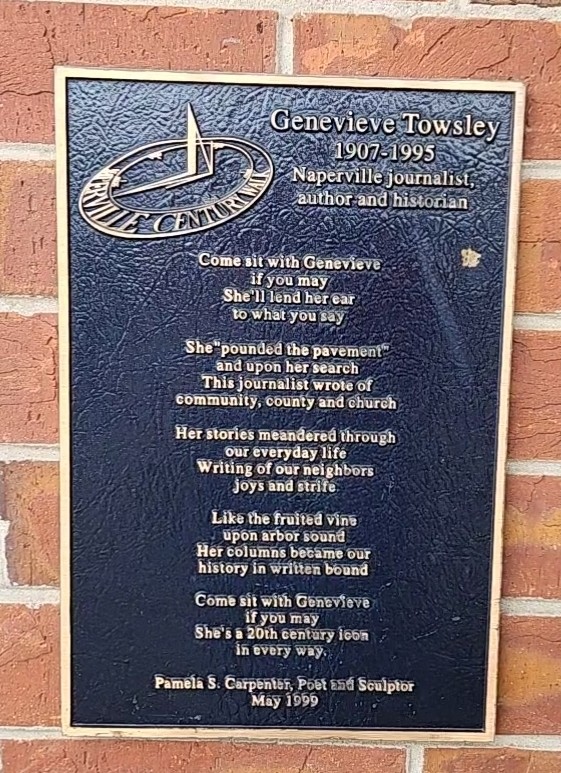 Genevieve Towsley
1907-1995
Naperville journalist,
author and historian
NAPERVILLE CENTURY WALK
Come sit with Genevieve
if you may
She'll lend her ear
to what you say
She "pounded the pavement"
and upon her search
This journalist wrote of
community, county and church
Her stories meandered through
our everyday life
Writing of our neighbors
joys and strife
Like the fruited vine
upon arbor sound
Her columns became our
history in written bound
Come sit with Genevieve
if you may
She's a 20th century icon
in every way.
Pamela S. Carpenter, Poet and Sculptor
May 1999